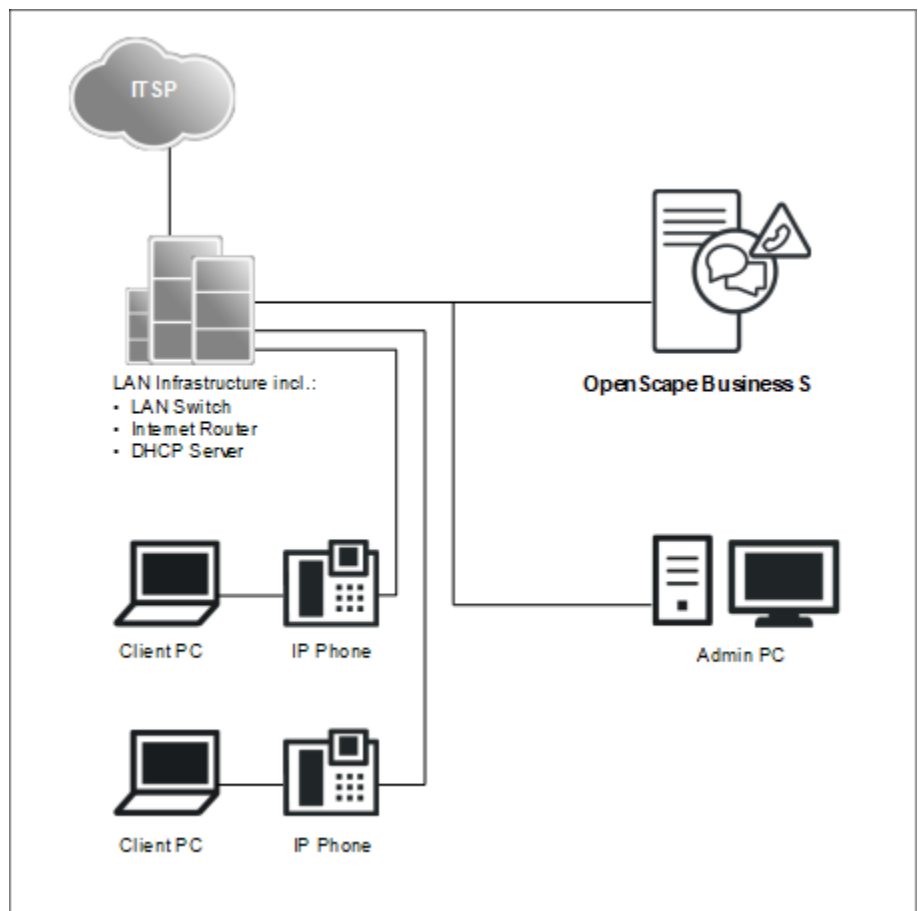 ITSP
LAN Infrastructure incl.:
• LAN Switch
• Internet Router
• DHCP Server
OpenScape Business S
Client PC
IP Phone
Admin PC
Client PC
IP Phone